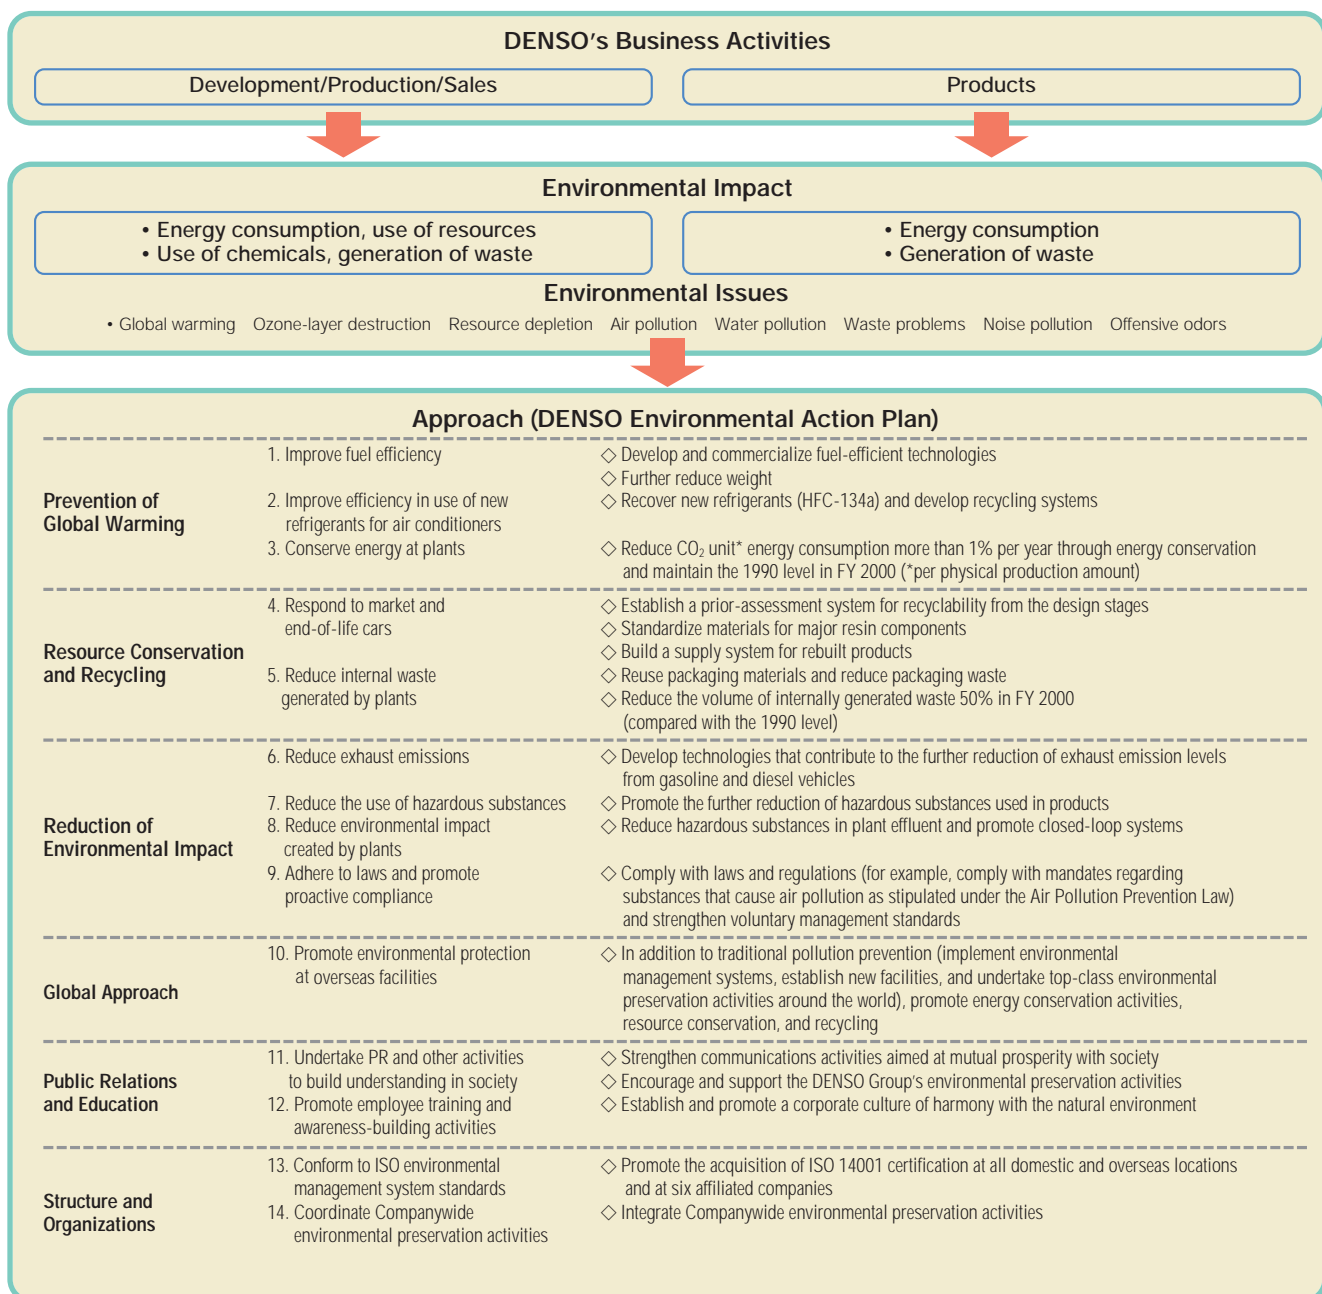 DENSO's Business Activities
Development/Production/Sales
Products
Environmental Impact
• Energy consumption, use of resources
• Use of chemicals, generation of waste
• Energy consumption
• Generation of waste
Environmental Issues
• Global warming Ozone-layer destruction Resource depletion Air pollution Water pollution Waste problems Noise pollution Offensive odors
Approach (DENSO Environmental Action Plan)
Prevention of
Global Warming
1. Improve fuel efficiency
◇ Develop and commercialize fuel-efficient technologies
◇ Further reduce weight
2. Improve efficiency in use of new
refrigerants for air conditioners
◇ Recover new refrigerants (HFC-134a) and develop recycling systems
3. Conserve energy at plants
◇ Reduce CO₂ unit* energy consumption more than 1% per year through energy conservation
and maintain the 1990 level in FY 2000 (*per physical production amount)
Resource Conservation
and Recycling
4. Respond to market and
end-of-life cars
◇ Establish a prior-assessment system for recyclability from the design stages
◇ Standardize materials for major resin components
◇ Build a supply system for rebuilt products
5. Reduce internal waste
generated by plants
◇ Reuse packaging materials and reduce packaging waste
◇ Reduce the volume of internally generated waste 50% in FY 2000
(compared with the 1990 level)
Reduction of
Environmental Impact
6. Reduce exhaust emissions
◇ Develop technologies that contribute to the further reduction of exhaust emission levels
from gasoline and diesel vehicles
7. Reduce the use of hazardous substances
◇ Promote the further reduction of hazardous substances used in products
8. Reduce environmental impact
created by plants
◇ Reduce hazardous substances in plant effluent and promote closed-loop systems
9. Adhere to laws and promote
proactive compliance
◇ Comply with laws and regulations (for example, comply with mandates regarding
substances that cause air pollution as stipulated under the Air Pollution Prevention Law)
and strengthen voluntary management standards
Global Approach
10. Promote environmental protection
at overseas facilities
◇ In addition to traditional pollution prevention (implement environmental
management systems, establish new facilities, and undertake top-class environmental
preservation activities around the world), promote energy conservation activities,
resource conservation, and recycling
Public Relations
and Education
11. Undertake PR and other activities
to build understanding in society
◇ Strengthen communications activities aimed at mutual prosperity with society
◇ Encourage and support the DENSO Group's environmental preservation activities
12. Promote employee training and
awareness-building activities
◇ Establish and promote a corporate culture of harmony with the natural environment
Structure and
Organizations
13. Conform to ISO environmental
management system standards
◇ Promote the acquisition of ISO 14001 certification at all domestic and overseas locations
and at six affiliated companies
14. Coordinate Companywide
environmental preservation activities
◇ Integrate Companywide environmental preservation activities